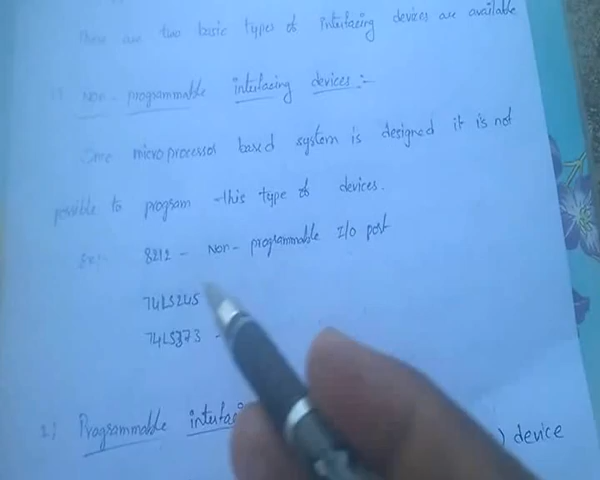 There are two basic types of Interfacing devices are available
1) Non-programmable interfacing devices:-
Once microprocessor based system is designed it is not
possible to program this type of devices.
Ex:- 8212 - Non-programmable I/O port
74LS245
74LS373 -
2) Programmable interfaci ) device